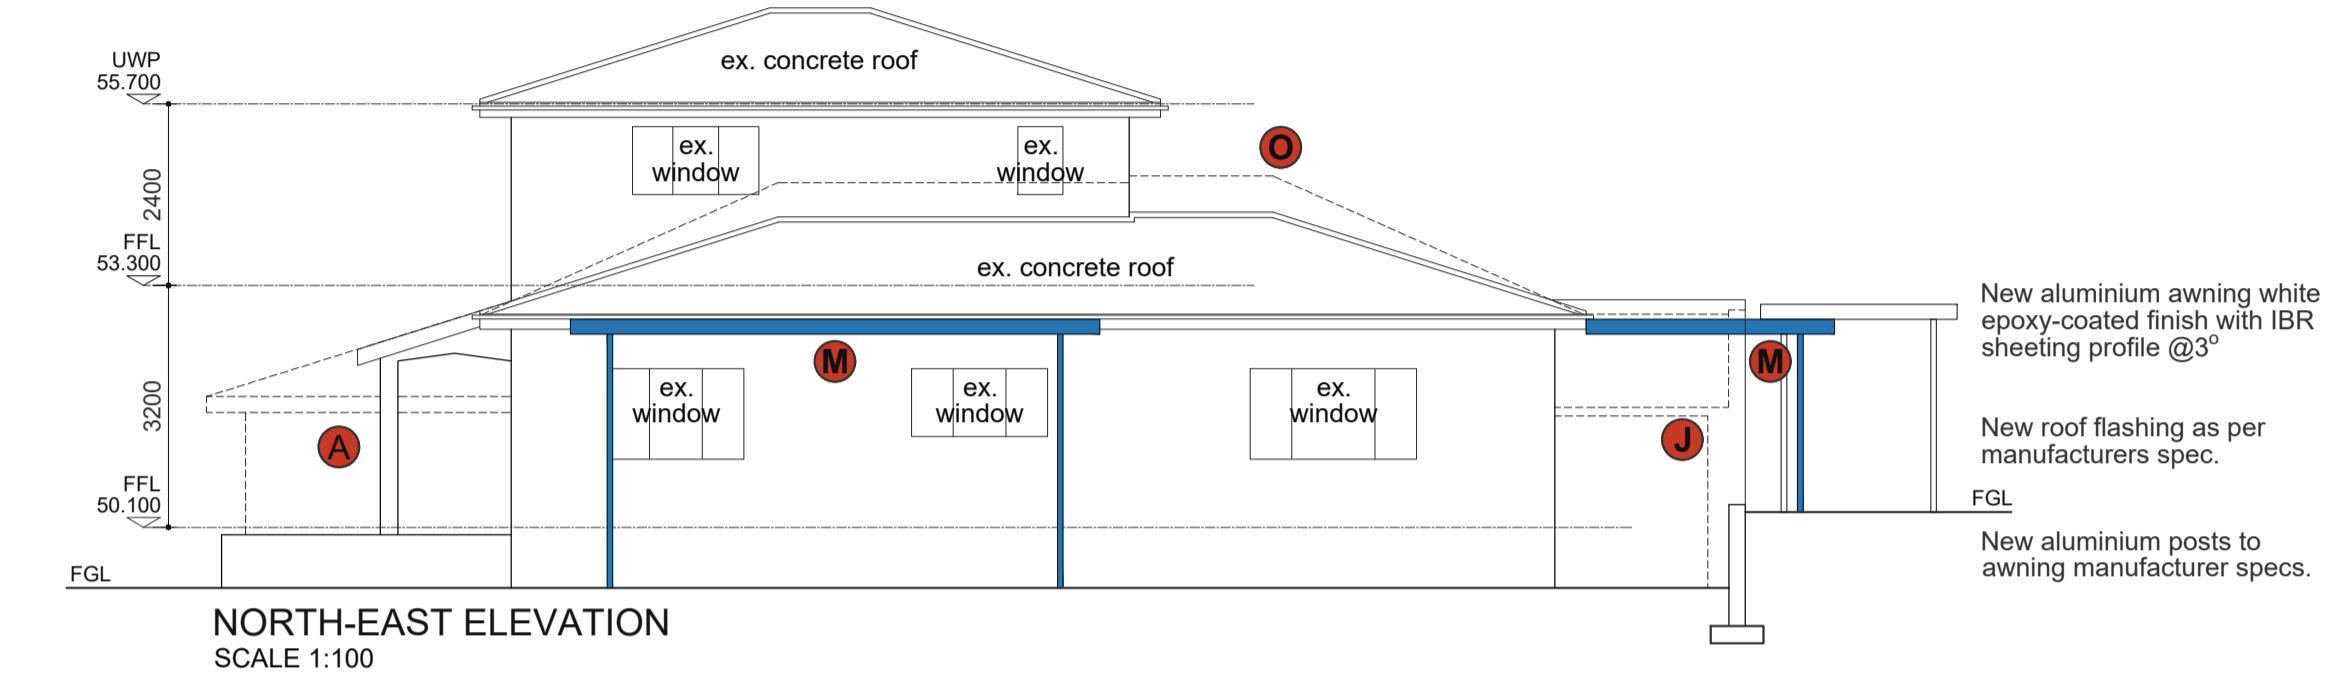 UWP
55.700
ex. concrete roof
ex.
window
ex.
window
O
2400
FFL
53.300
ex. concrete roof
New aluminium awning white
epoxy-coated finish with IBR
sheeting profile @3°
M
M
3200
ex.
window
ex.
window
ex.
window
A
J
New roof flashing as per
manufacturers spec.
FFL
50.100
FGL
New aluminium posts to
awning manufacturer specs.
FGL
NORTH-EAST ELEVATION
SCALE 1:100